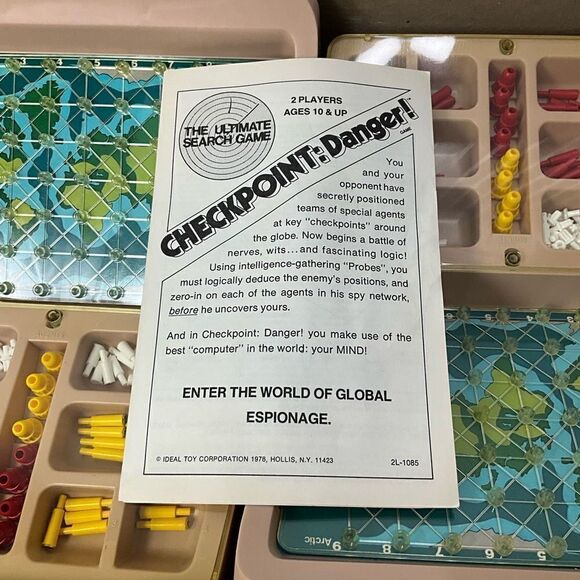 THE ULTIMATE
SEARCH GAME
2 PLAYERS
AGES 10 & UP
CHECKPOINT: Danger!™
GAME
You
and your
opponent have
secretly positioned
teams of special agents
at key "checkpoints" around
the globe. Now begins a battle of
nerves, wits...and fascinating logic!
Using intelligence-gathering "Probes", you
must logically deduce the enemy's positions, and
zero-in on each of the agents in his spy network,
before he uncovers yours.
And in Checkpoint: Danger! you make use of the
best "computer" in the world: your MIND!
ENTER THE WORLD OF GLOBAL
ESPIONAGE.
© IDEAL TOY CORPORATION 1978, HOLLIS, N.Y. 11423
2L-1085
9 Arctic 8 7 6 5